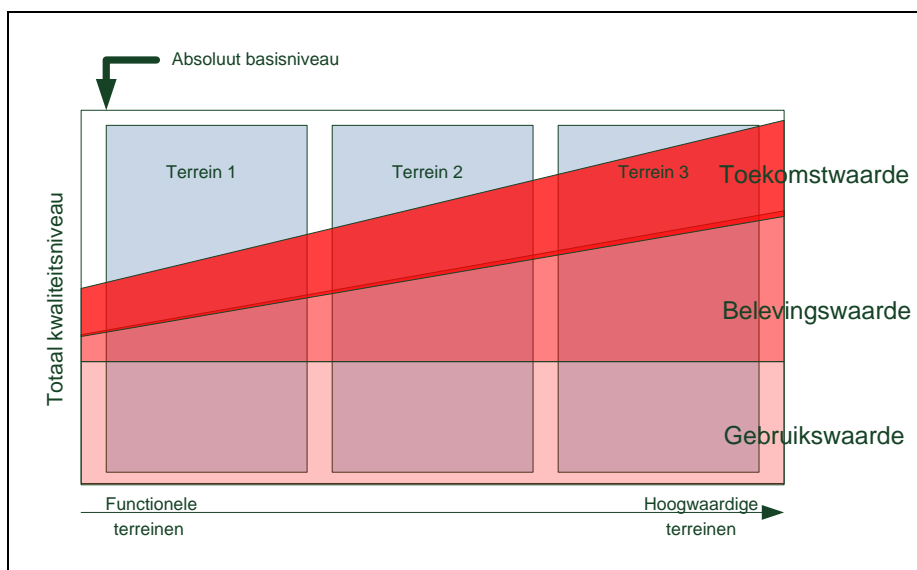 Absoluut basisniveau
Totaal kwaliteitsniveau
Terrein 1
Terrein 2
Terrein 3
Toekomstwaarde
Belevingswaarde
Gebruikswaarde
Functionele
terreinen
Hoogwaardige
terreinen